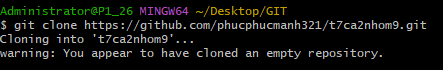 Administrator@P1_26 MINGW64 ~/Desktop/GIT
$ git clone https://github.com/phucphucmanh321/t7ca2nhom9.git
Cloning into 't7ca2nhom9'...
warning: You appear to have cloned an empty repository.